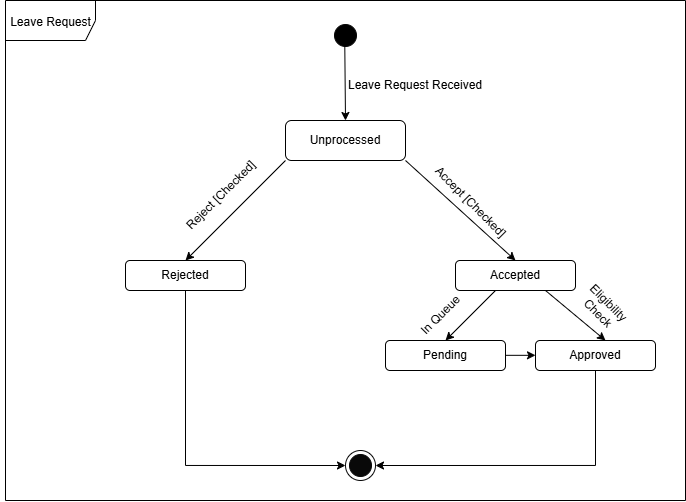 Leave Request
Leave Request Received
Unprocessed
Reject [Checked]
Accept [Checked]
Rejected
Accepted
In Queue
Eligibility
Check
Pending
Approved